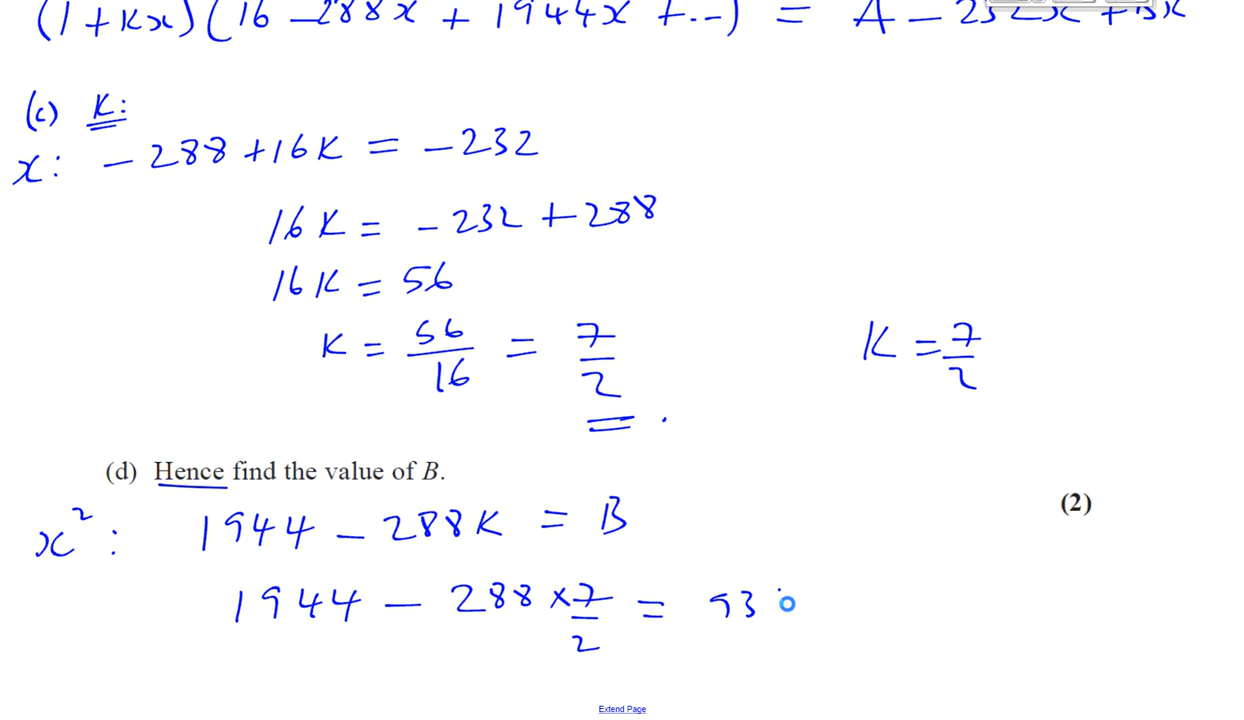 (1+Kx)(16 - 288x + 1944x + ..) = A - 232x + Bx
(c) K:
x: - 288 + 16K = - 232
16K = - 232 + 288
16K = 56
K = 56/16 = 7/2 K = 7/2
(d) Hence find the value of B.
(2)
x²: 1944 - 288K = B
1944 - 288 × 7/2 = 93
Extend Page